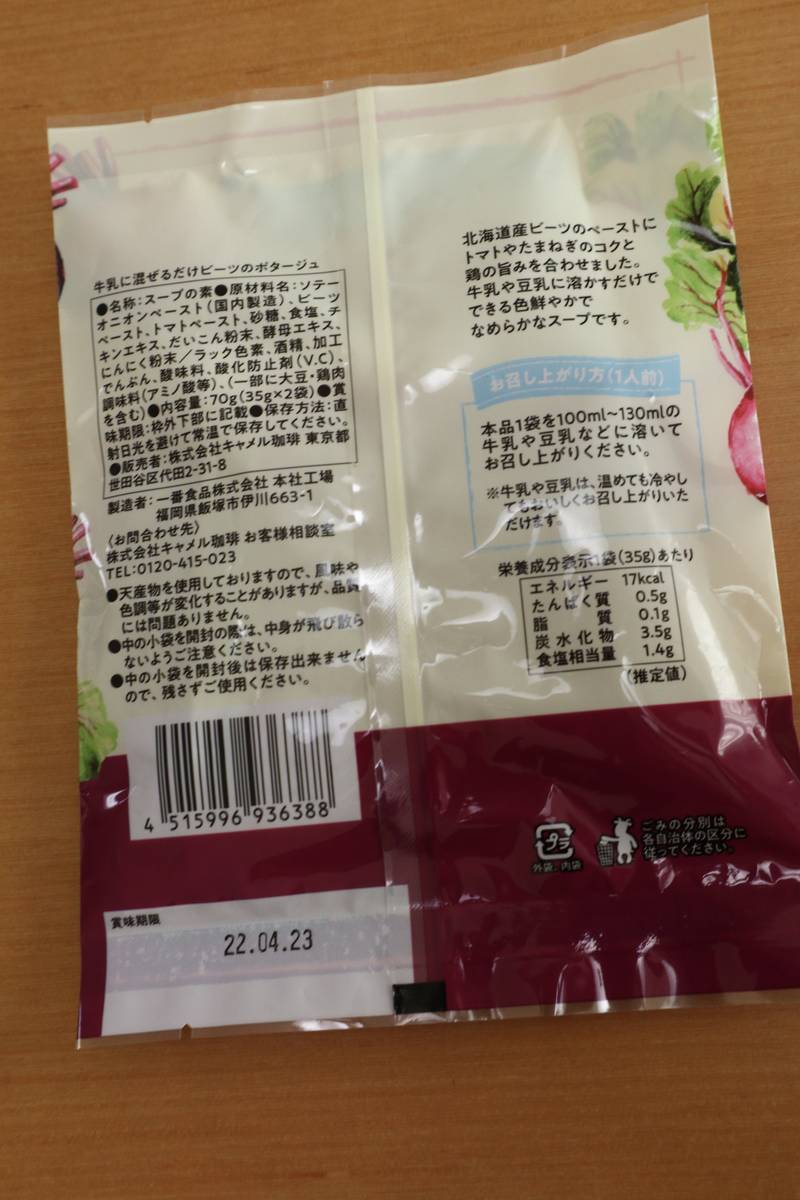 牛乳に混ぜるだけビーツのポタージュ
●名称:スープの素●原材料名:ソテー
オニオンペースト(国内製造)、ビーツ
ペースト、トマトペースト、砂糖、食塩、チ
キンエキス、だいこん粉末、酵母エキス、
にんにく粉末/ラック色素、酒精、加工
でんぷん、酸味料、酸化防止剤(V.C)、
調味料(アミノ酸等)、(一部に大豆・鶏肉
を含む)●内容量:70g(35g×2袋)●賞
味期限:枠外下部に記載●保存方法:直
射日光を避けて常温で保存してください。
●販売者:株式会社キャメル珈琲 東京都
世田谷区代田2-31-8
製造者:一番食品株式会社 本社工場
福岡県飯塚市伊川663-1
〈お問合わせ先〉
株式会社キャメル珈琲 お客様相談室
TEL:0120-415-023
●天産物を使用しておりますので、風味や
色調等が変化することがありますが、品質
には問題ありません。
●中の小袋を開封の際は、中身が飛び散ら
ないようご注意ください。
●中の小袋を開封後は保存出来ません
ので、残さずご使用ください。
4 515996 936388
賞味期限
22.04.23
北海道産ビーツのペーストに
トマトやたまねぎのコクと
鶏の旨みを合わせました。
牛乳や豆乳に溶かすだけで
できる色鮮やかで
なめらかなスープです。
お召し上がり方(1人前)
本品1袋を100ml~130mlの
牛乳や豆乳などに溶いて
お召し上がりください。
※牛乳や豆乳は、温めても冷やし
てもおいしくお召し上がりいた
だけます。
栄養成分表示1袋(35g)あたり
エネルギー 17kcal
たんぱく質 0.5g
脂質 0.1g
炭水化物 3.5g
食塩相当量 1.4g
(推定値)
プラ
外袋、内袋
ごみの分別は
各自治体の区分に
従ってください。